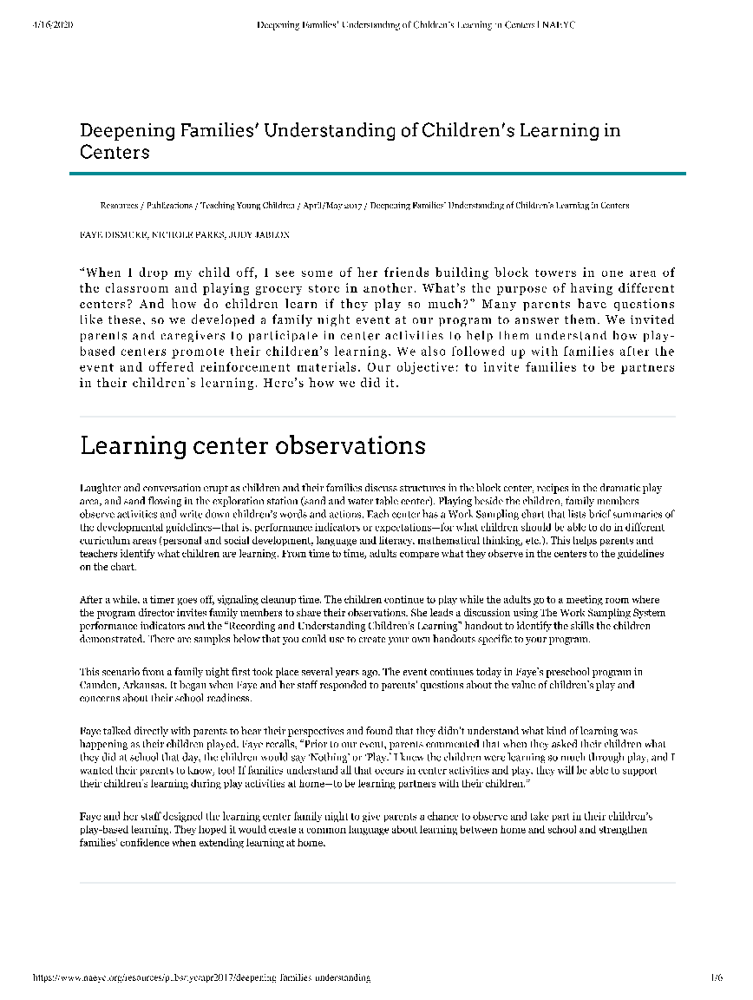 4/16/2020
Deepening Families' Understanding of Children's Learning in Centers | NAEYC
Deepening Families' Understanding of Children's Learning in
Centers
Resources / Publications / Teaching Young Children / April/May 2017 / Deepening Families' Understanding of Children's Learning in Centers
FAYE DISMUKE, NICHOLE PARKS, JUDY JABLON
“When I drop my child off, I see some of her friends building block towers in one area of
the classroom and playing grocery store in another. What’s the purpose of having different
centers? And how do children learn if they play so much?” Many parents have questions
like these, so we developed a family night event at our program to answer them. We invited
parents and caregivers to participate in center activities to help them understand how play-
based centers promote their children’s learning. We also followed up with families after the
event and offered reinforcement materials. Our objective: to invite families to be partners
in their children’s learning. Here’s how we did it.
Learning center observations
Laughter and conversation erupt as children and their families discuss structures in the block center, recipes in the dramatic play
area, and sand flowing in the exploration station (sand and water table center). Playing beside the children, family members
observe activities and write down children’s words and actions. Each center has a Work Sampling chart that lists brief summaries of
the developmental guidelines—that is, performance indicators or expectations—for what children should be able to do in different
curriculum areas (personal and social development, language and literacy, mathematical thinking, etc.). This helps parents and
teachers identify what children are learning. From time to time, adults compare what they observe in the centers to the guidelines
on the chart.
After a while, a timer goes off, signaling cleanup time. The children continue to play while the adults go to a meeting room where
the program director invites family members to share their observations. She leads a discussion using The Work Sampling System
performance indicators and the “Recording and Understanding Children’s Learning” handout to identify the skills the children
demonstrated. There are samples below that you could use to create your own handouts specific to your program.
This scenario from a family night first took place several years ago. The event continues today in Faye’s preschool program in
Camden, Arkansas. It began when Faye and her staff responded to parents’ questions about the value of children’s play and
concerns about their school readiness.
Faye talked directly with parents to hear their perspectives and found that they didn’t understand what kind of learning was
happening as their children played. Faye recalls, “Prior to our event, parents commented that when they asked their children what
they did at school that day, the children would say ‘Nothing’ or ‘Play.’ I knew the children were learning so much through play, and I
wanted their parents to know, too! If families understand all that occurs in center activities and play, they will be able to support
their children’s learning during play activities at home—to be learning partners with their children.”
Faye and her staff designed the learning center family night to give parents a chance to observe and take part in their children’s
play-based learning. They hoped it would create a common language about learning between home and school and strengthen
families’ confidence when extending learning at home.
https://www.naeyc.org/resources/pubs/tyc/apr2017/deepening-families-understanding
1/6